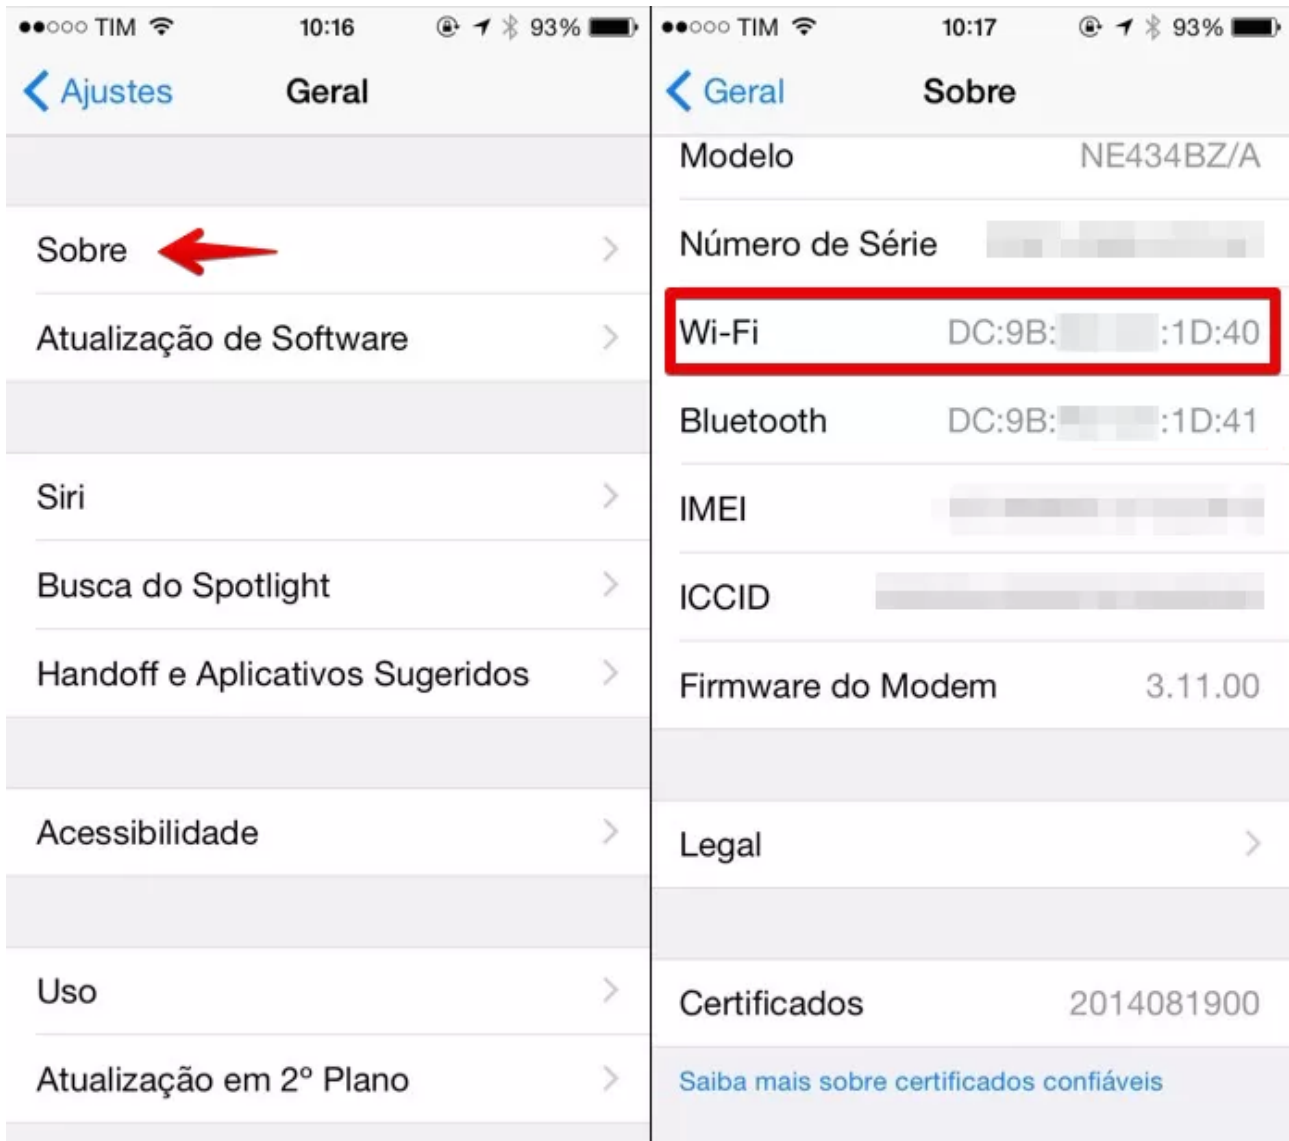 TIM 10:16 93%
Ajustes Geral
Sobre
Atualização de Software
Siri
Busca do Spotlight
Handoff e Aplicativos Sugeridos
Acessibilidade
Uso
Atualização em 2º Plano
TIM 10:17 93%
Geral Sobre
Modelo NE434BZ/A
Número de Série
Wi-Fi DC:9B: :1D:40
Bluetooth DC:9B: :1D:41
IMEI
ICCID
Firmware do Modem 3.11.00
Legal
Certificados 2014081900
Saiba mais sobre certificados confiáveis